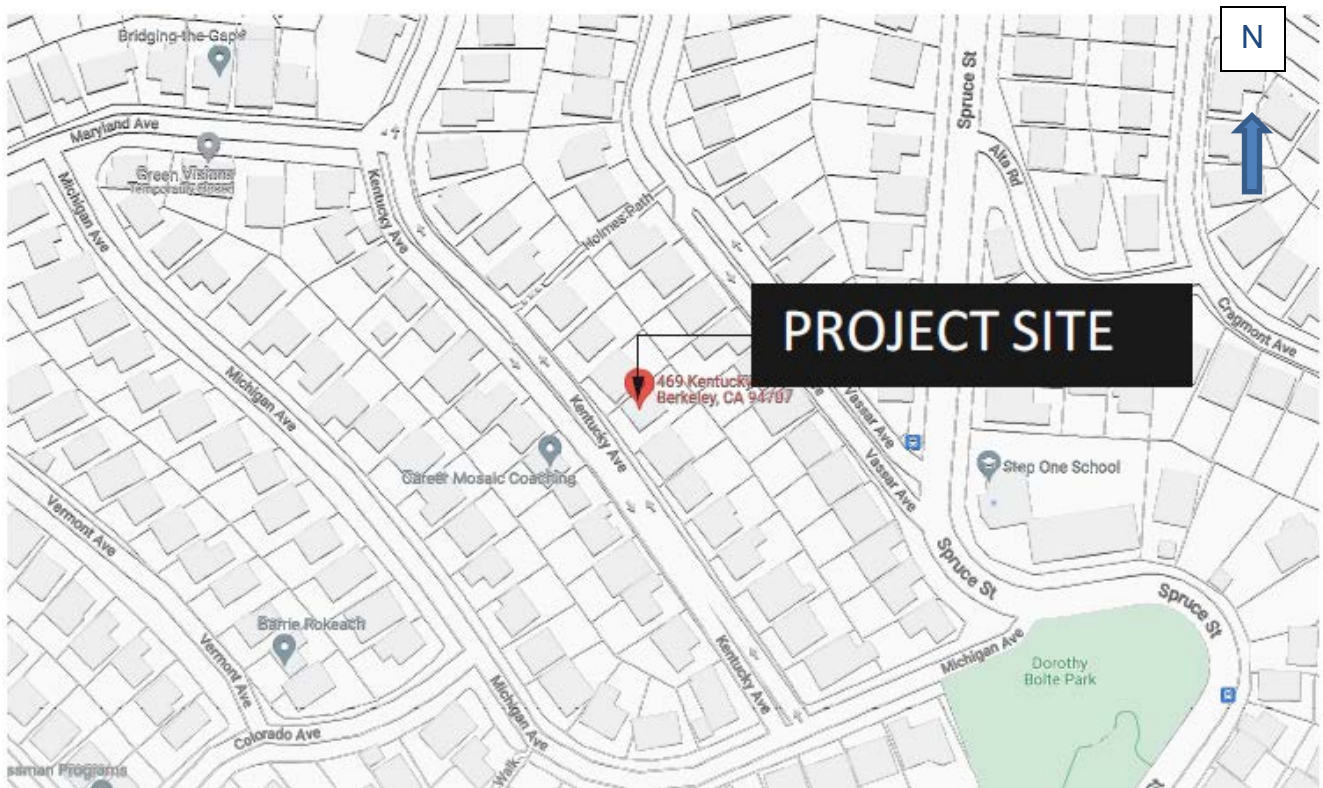 N
Bridging-the-Gap
Spruce St
Maryland Ave
Alta Rd
Green Visions
Temporarily closed
Michigan Ave
Kentucky Ave
Holmes Path
PROJECT SITE
Cragmont Ave
469 Kentucky
Berkeley, CA 94707
Michigan Ave
Kentucky Ave
Vassar Ave
Vassar Ave
Step One School
Career Mosaic Coaching
Vermont Ave
Spruce St
Spruce St
Barrie Rokeach
Michigan Ave
Dorothy
Bolte Park
Vermont Ave
Kentucky Ave
Michigan Ave
Colorado Ave
ssman Programs
Walk